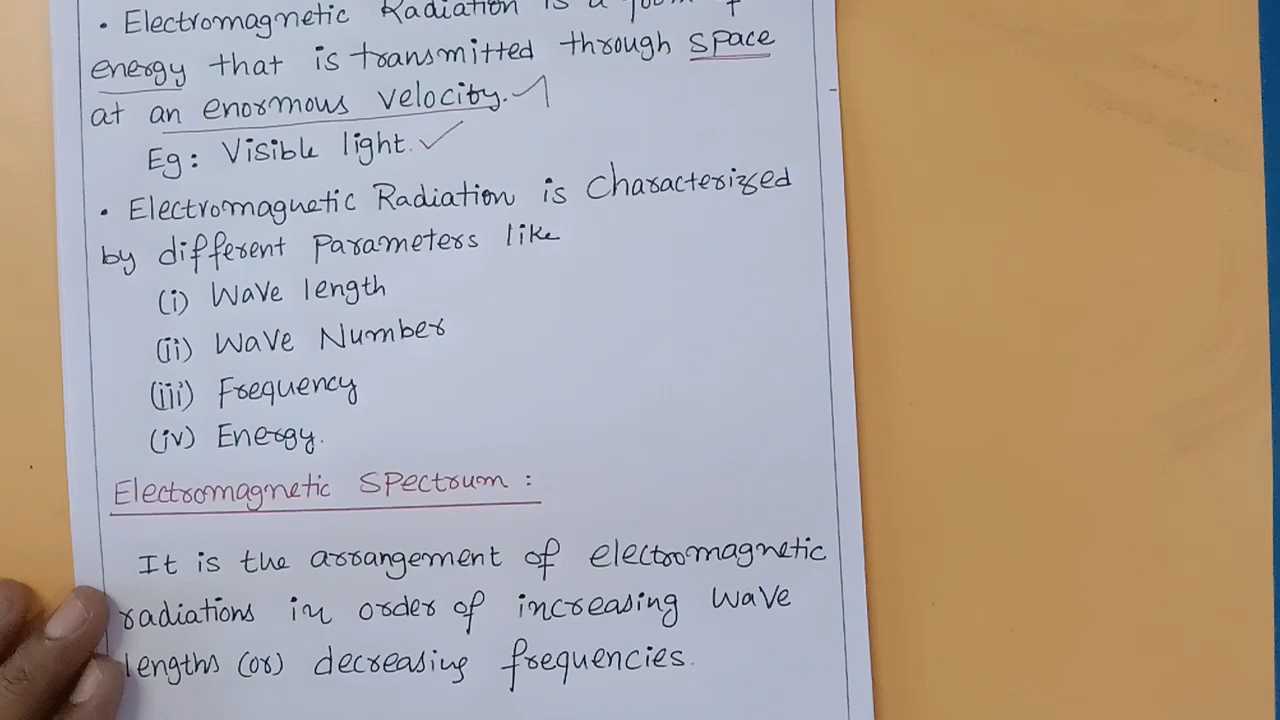 • Electromagnetic Radiation is a form of
energy that is transmitted through space
at an enormous velocity.
Eg: Visible light.
• Electromagnetic Radiation is characterized
by different parameters like
(i) Wave length
(ii) Wave Number
(iii) Frequency
(iv) Energy.
Electromagnetic Spectrum :
It is the arrangement of electromagnetic
radiations in order of increasing wave
lengths (or) decreasing frequencies.